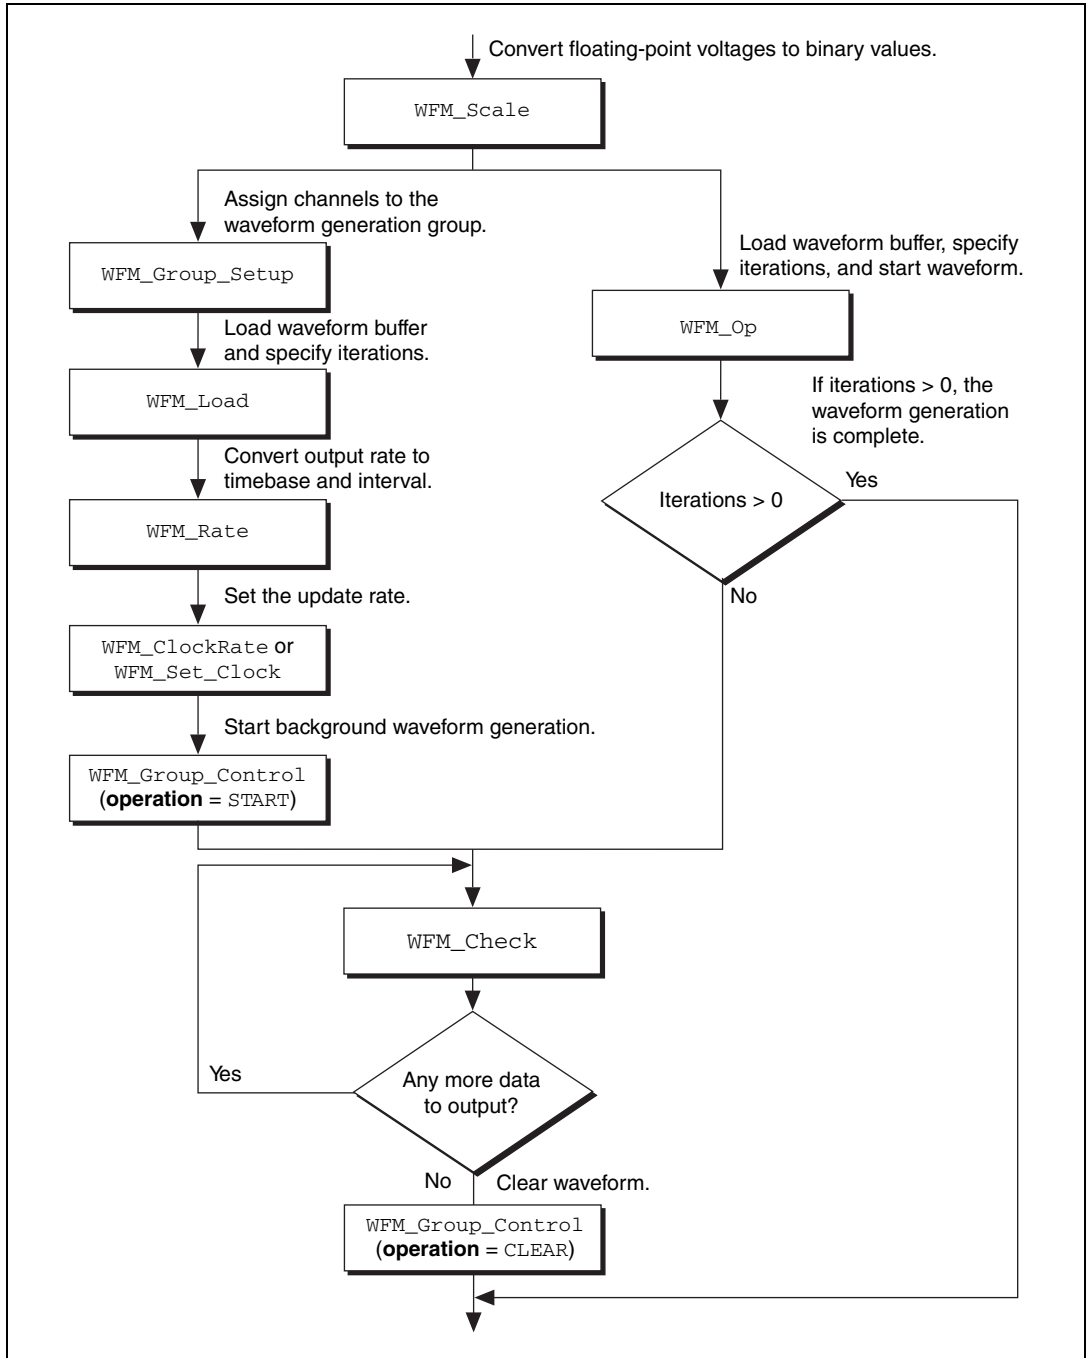 Convert floating-point voltages to binary values.
WFM_Scale
Assign channels to the
waveform generation group.
WFM_Group_Setup
Load waveform buffer
and specify iterations.
WFM_Load
Convert output rate to
timebase and interval.
WFM_Rate
Set the update rate.
WFM_ClockRate or
WFM_Set_Clock
Start background waveform generation.
WFM_Group_Control
(operation = START)
Load waveform buffer, specify
iterations, and start waveform.
WFM_Op
If iterations > 0, the
waveform generation
is complete.
Yes
Iterations > 0
No
WFM_Check
Yes
Any more data
to output?
No
Clear waveform.
WFM_Group_Control
(operation = CLEAR)